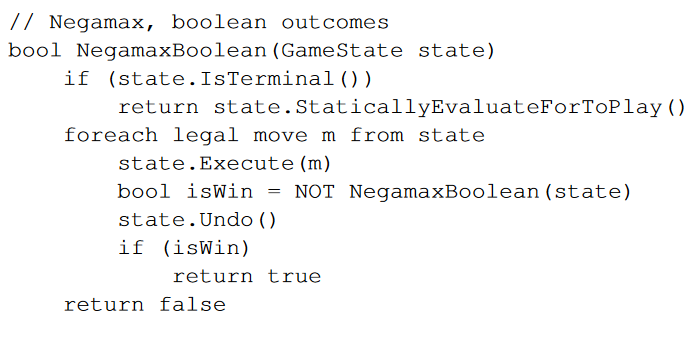 // Negamax, boolean outcomes
bool NegamaxBoolean(GameState state)
    if (state.IsTerminal())
        return state.StaticallyEvaluateForToPlay()
    foreach legal move m from state
        state.Execute(m)
        bool isWin = NOT NegamaxBoolean(state)
        state.Undo()
        if (isWin)
            return true
    return false